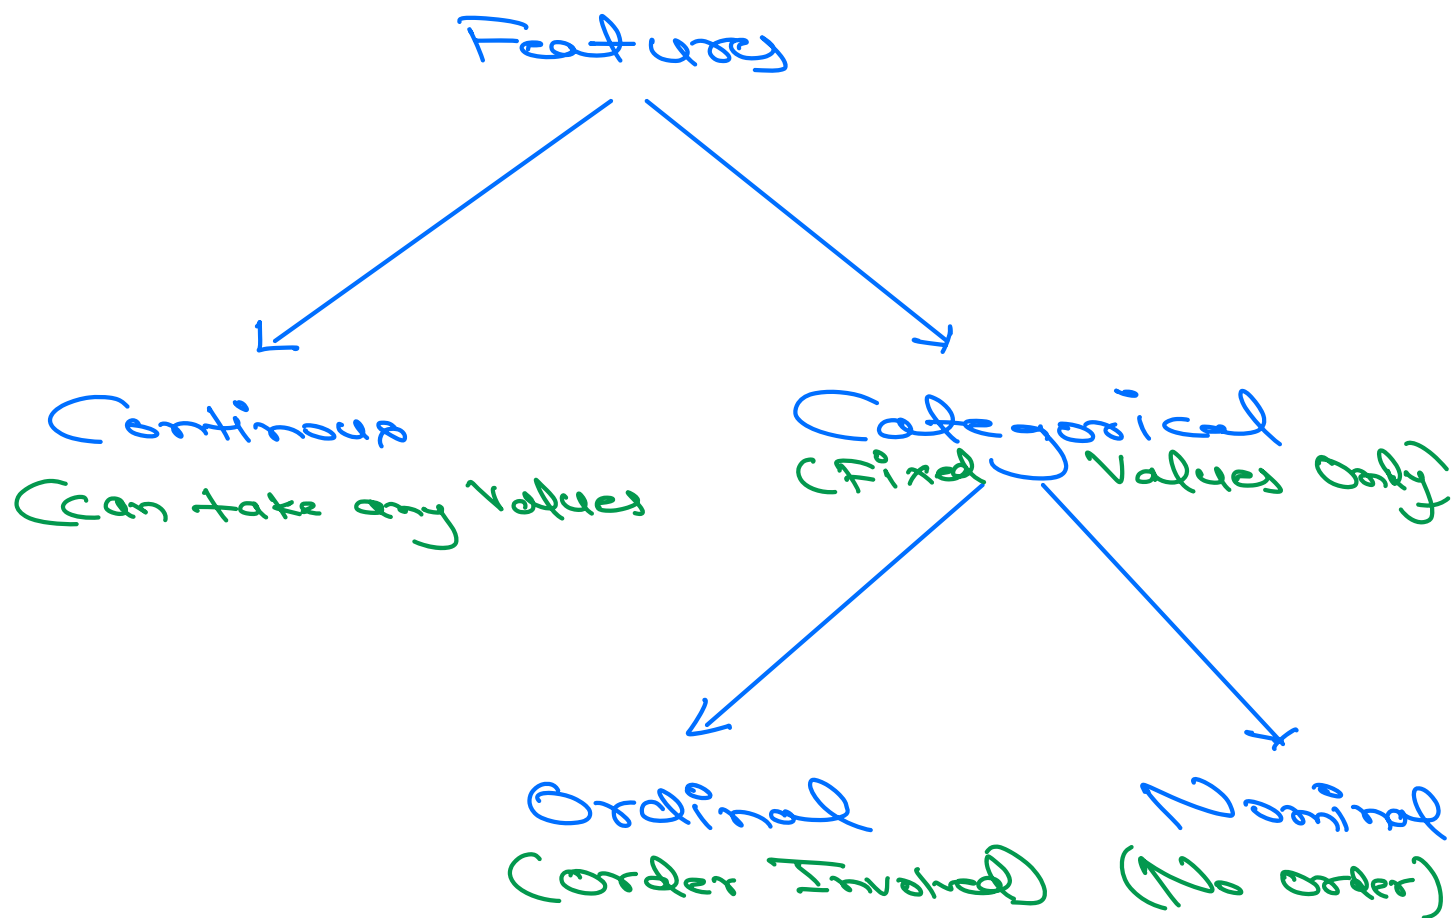 Features
Continous
Categorical
(can take any Values
(Fixed Values Only)
Ordinal
Nominal
(order Involved)
(No order)